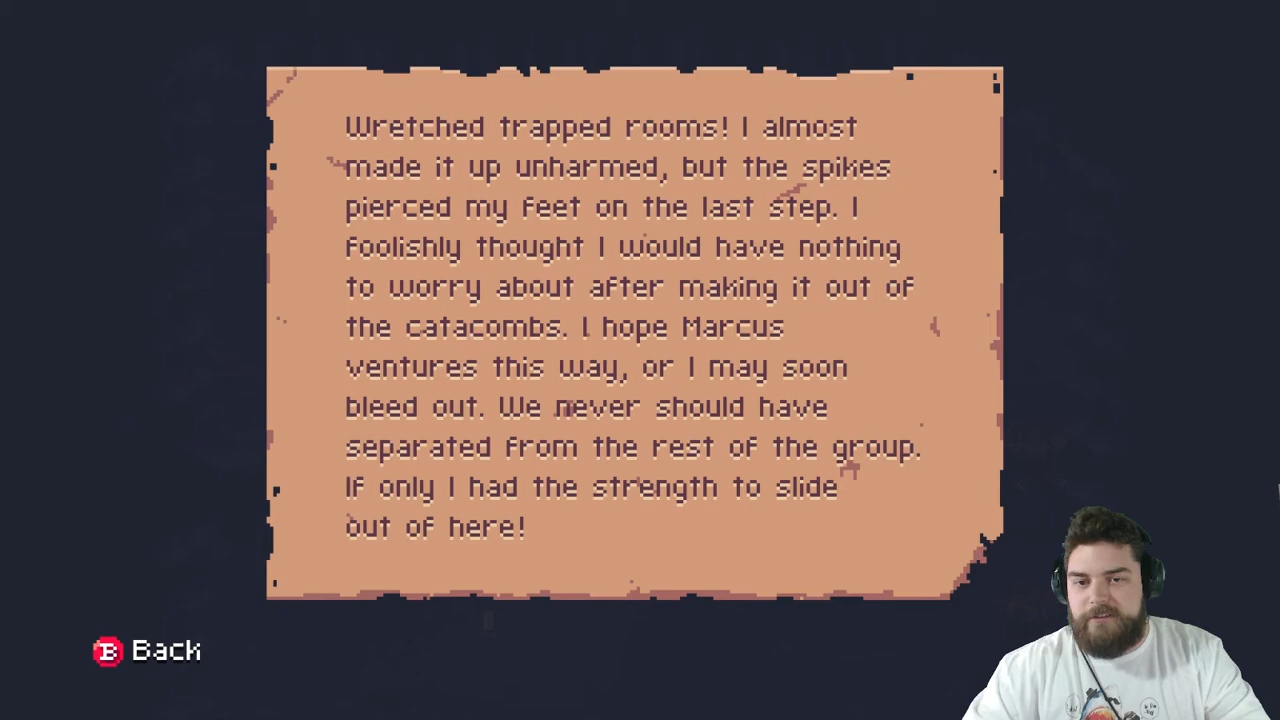 Wretched trapped rooms! I almost
made it up unharmed, but the spikes
pierced my feet on the last step. I
foolishly thought I would have nothing
to worry about after making it out of
the catacombs. I hope Marcus
ventures this way, or I may soon
bleed out. We never should have
separated from the rest of the group.
If only I had the strength to slide
out of here!
B Back